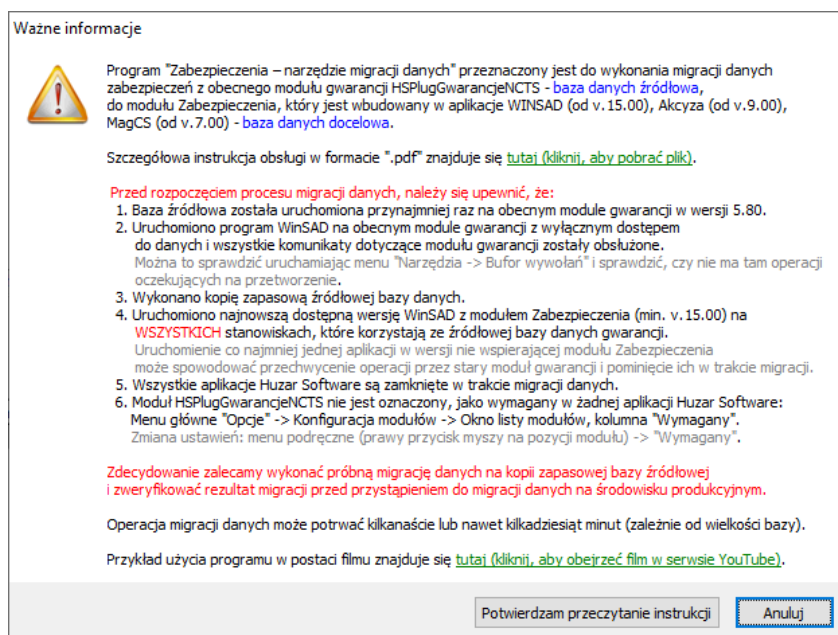 Ważne informacje
Program "Zabezpieczenia – narzędzie migracji danych" przeznaczony jest do wykonania migracji danych
zabezpieczeń z obecnego modułu gwarancji HSPlugGwarancjeNCTS - baza danych źródłowa,
do modułu Zabezpieczenia, który jest wbudowany w aplikacje WINSAD (od v.15.00), Akcyza (od v.9.00),
MagCS (od v.7.00) - baza danych docelowa.
Szczegółowa instrukcja obsługi w formacie ".pdf" znajduje się tutaj (kliknij, aby pobrać plik).
Przed rozpoczęciem procesu migracji danych, należy się upewnić, że:
1. Baza źródłowa została uruchomiona przynajmniej raz na obecnym module gwarancji w wersji 5.80.
2. Uruchomiono program WinSAD na obecnym module gwarancji z wyłącznym dostępem
do danych i wszystkie komunikaty dotyczące modułu gwarancji zostały obsłużone.
Można to sprawdzić uruchamiając menu "Narzędzia -> Bufor wywołań" i sprawdzić, czy nie ma tam operacji
oczekujących na przetworzenie.
3. Wykonano kopię zapasową źródłowej bazy danych.
4. Uruchomiono najnowszą dostępną wersję WinSAD z modułem Zabezpieczenia (min. v.15.00) na
WSZYSTKICH stanowiskach, które korzystają ze źródłowej bazy danych gwarancji.
Uruchomienie co najmniej jednej aplikacji w wersji nie wspierającej modułu Zabezpieczenia
może spowodować przechwycenie operacji przez stary moduł gwarancji i pominięcie ich w trakcie migracji.
5. Wszystkie aplikacje Huzar Software są zamknięte w trakcie migracji danych.
6. Moduł HSPlugGwarancjeNCTS nie jest oznaczony, jako wymagany w żadnej aplikacji Huzar Software:
Menu główne "Opcje" -> Konfiguracja modułów -> Okno listy modułów, kolumna "Wymagany".
Zmiana ustawień: menu podręczne (prawy przycisk myszy na pozycji modułu) -> "Wymagany".
Zdecydowanie zalecamy wykonać próbną migrację danych na kopii zapasowej bazy źródłowej
i zweryfikować rezultat migracji przed przystąpieniem do migracji danych na środowisku produkcyjnym.
Operacja migracji danych może potrwać kilkanaście lub nawet kilkadziesiąt minut (zależnie od wielkości bazy).
Przykład użycia programu w postaci filmu znajduje się tutaj (kliknij, aby obejrzeć film w serwsie YouTube).
Potwierdzam przeczytanie instrukcji
Anuluj